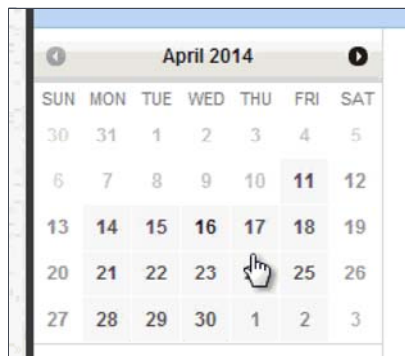 April 2014
SUN MON TUE WED THU FRI SAT
30 31 1 2 3 4 5
6 7 8 9 10 11 12
13 14 15 16 17 18 19
20 21 22 23 25 26
27 28 29 30 1 2 3